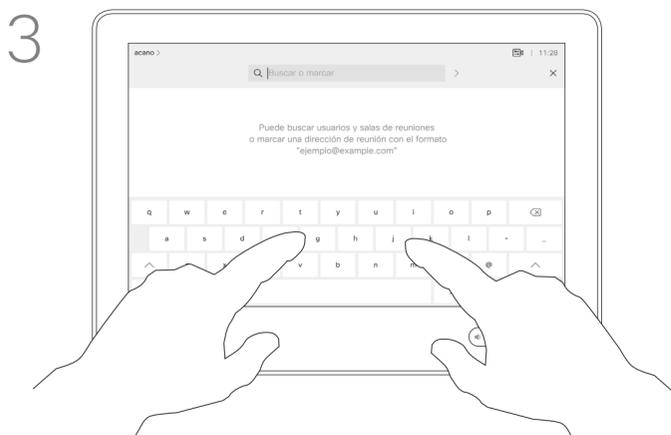 3
acano > 11:28
Buscar o marcar >
Puede buscar usuarios y salas de reuniones
o marcar una dirección de reunión con el formato
"ejemplo@example.com"
q w e r t y u i o p
a s d g h j k l - _
v b n m @